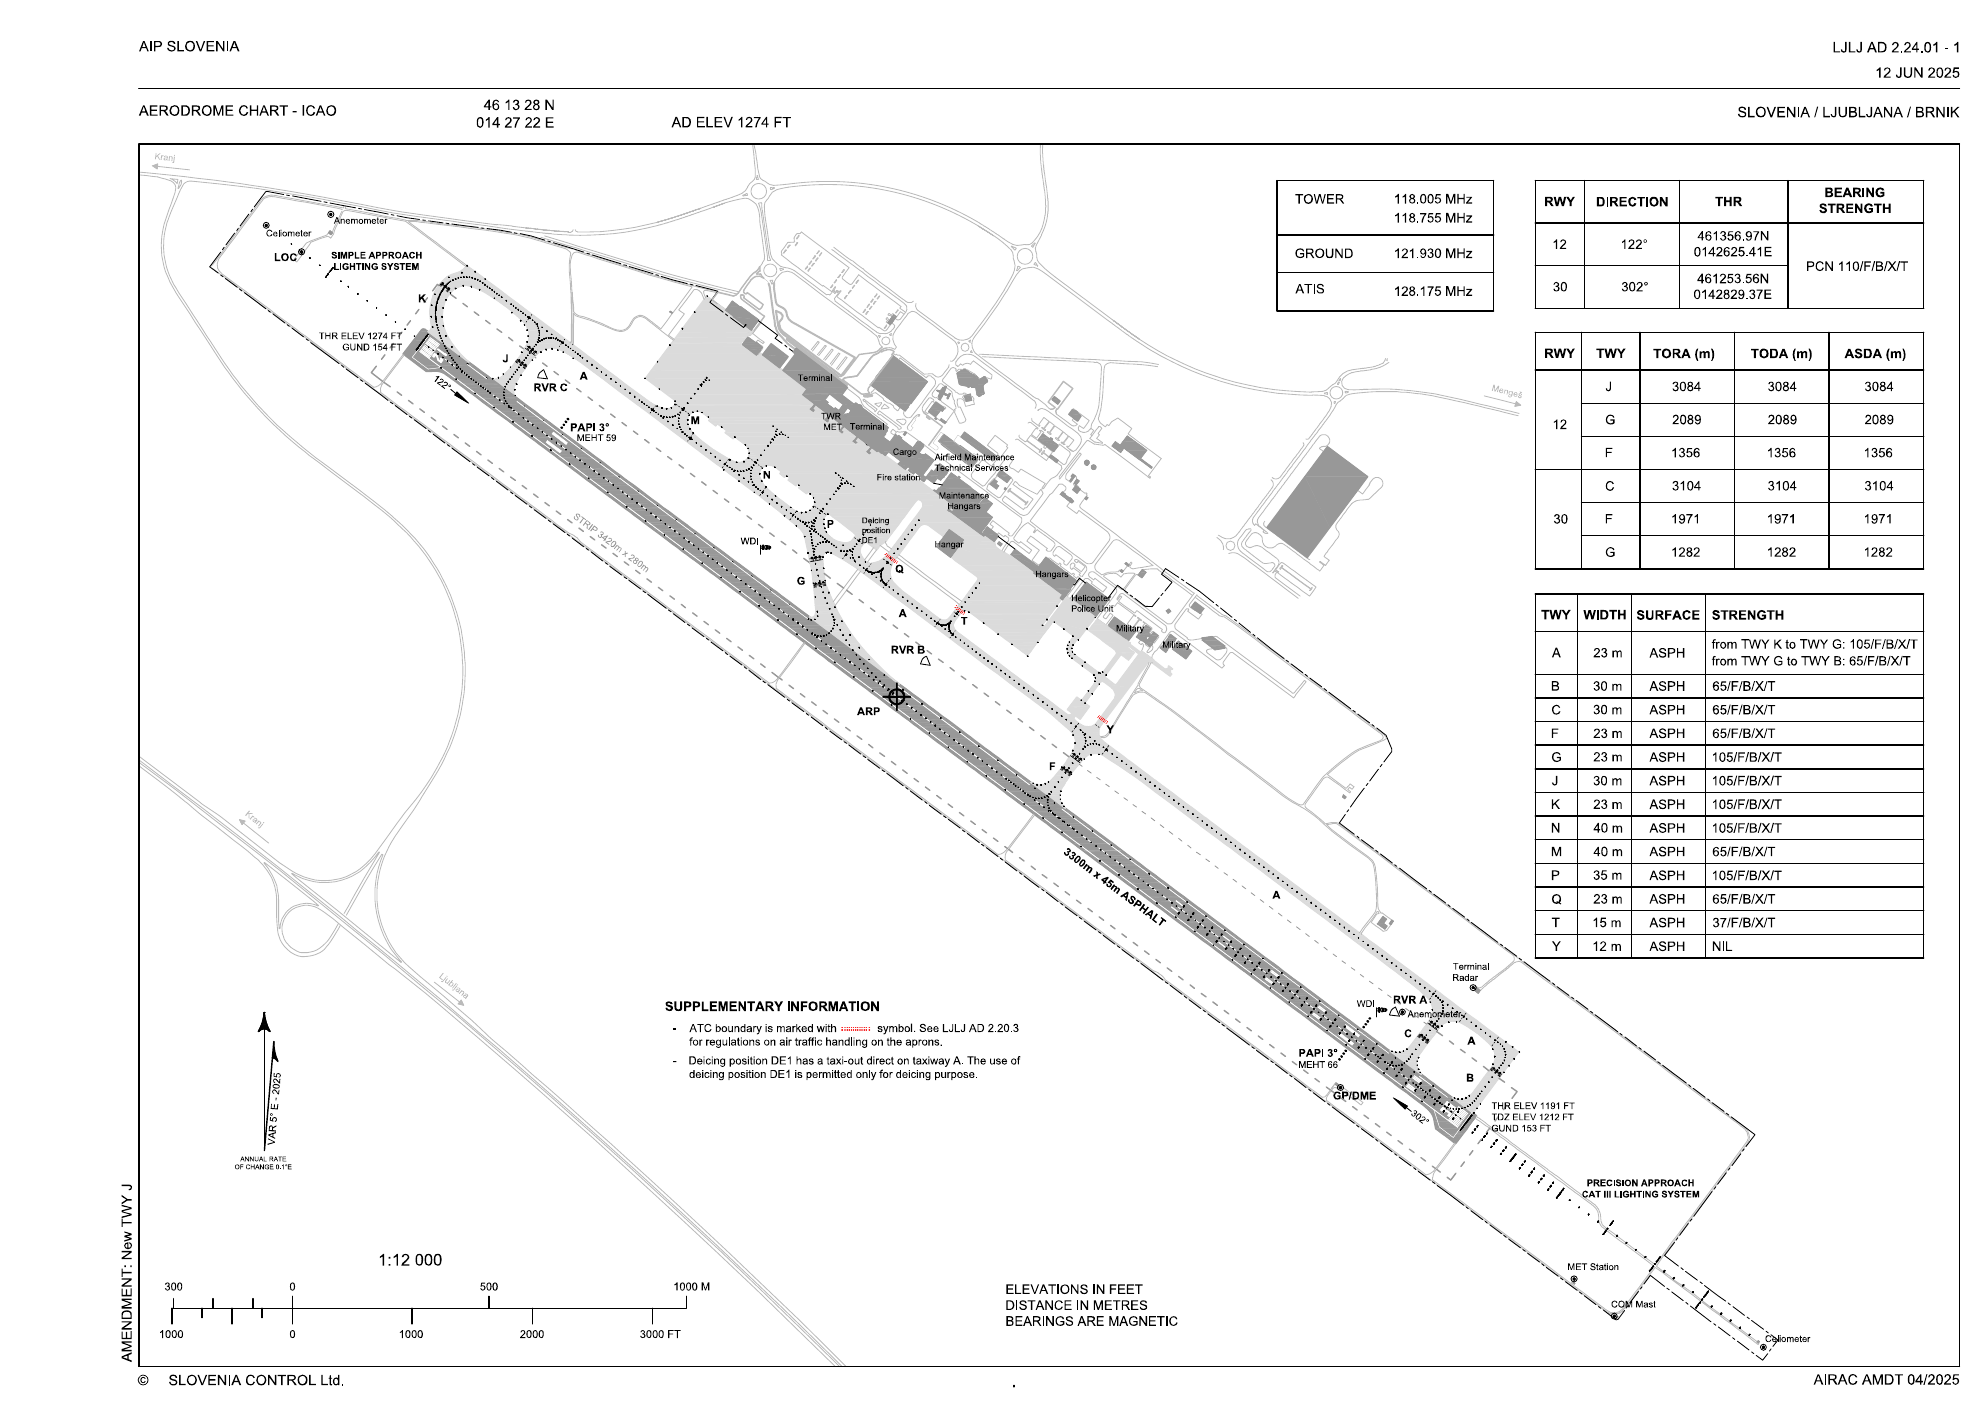 AIP SLOVENIA
LJLJ AD 2.24.01 - 1
12 JUN 2025
AERODROME CHART - ICAO
46 13 28 N
014 27 22 E
AD ELEV 1274 FT
SLOVENIA / LJUBLJANA / BRNIK
TOWER 118.005 MHz
118.755 MHz
GROUND 121.930 MHz
ATIS 128.175 MHz
RWY DIRECTION THR BEARING STRENGTH
12 122° 461356.97N 0142625.41E
30 302° 461253.56N 0142829.37E
PCN 110/F/B/X/T
RWY TWY TORA (m) TODA (m) ASDA (m)
12
J 3084 3084 3084
G 2089 2089 2089
F 1356 1356 1356
30
C 3104 3104 3104
F 1971 1971 1971
G 1282 1282 1282
TWY WIDTH SURFACE STRENGTH
A 23 m ASPH from TWY K to TWY G: 105/F/B/X/T
from TWY G to TWY B: 65/F/B/X/T
B 30 m ASPH 65/F/B/X/T
C 30 m ASPH 65/F/B/X/T
F 23 m ASPH 65/F/B/X/T
G 23 m ASPH 105/F/B/X/T
J 30 m ASPH 105/F/B/X/T
K 23 m ASPH 105/F/B/X/T
N 40 m ASPH 105/F/B/X/T
M 40 m ASPH 65/F/B/X/T
P 35 m ASPH 105/F/B/X/T
Q 23 m ASPH 65/F/B/X/T
T 15 m ASPH 37/F/B/X/T
Y 12 m ASPH NIL
Kranj
Anemometer
Ceilometer
LOC
SIMPLE APPROACH
LIGHTING SYSTEM
K
THR ELEV 1274 FT
GUND 154 FT
J
RVR C
A
122°
PAPI 3°
MEHT 59
M
N
P
Terminal
TWR
MET
Terminal
Cargo
Airfield Maintenance
Technical Services
Fire station
Maintenance
Hangars
Mengeš
Deicing
position
DE1
Hangar
Q
WDI
G
STRIP 3420m x 280m
Hangars
Helicopter
Police Unit
A
T
Military
Military
RVR B
ARP
Y
F
3300m x 45m ASPHALT
A
Kranj
Ljubljana
Terminal
Radar
WDI
RVR A
Anemometer
C
A
B
PAPI 3°
MEHT 66
GP/DME
302°
THR ELEV 1191 FT
TDZ ELEV 1212 FT
GUND 153 FT
PRECISION APPROACH
CAT III LIGHTING SYSTEM
MET Station
COM Mast
Ceilometer
SUPPLEMENTARY INFORMATION
- ATC boundary is marked with symbol. See LJLJ AD 2.20.3
for regulations on air traffic handling on the aprons.
- Deicing position DE1 has a taxi-out direct on taxiway A. The use of
deicing position DE1 is permitted only for deicing purpose.
VAR 5° E - 2025
ANNUAL RATE
OF CHANGE 0.1°E
1:12 000
300 0 500 1000 M
1000 0 1000 2000 3000 FT
ELEVATIONS IN FEET
DISTANCE IN METRES
BEARINGS ARE MAGNETIC
AMENDMENT: New TWY J
© SLOVENIA CONTROL Ltd.
AIRAC AMDT 04/2025